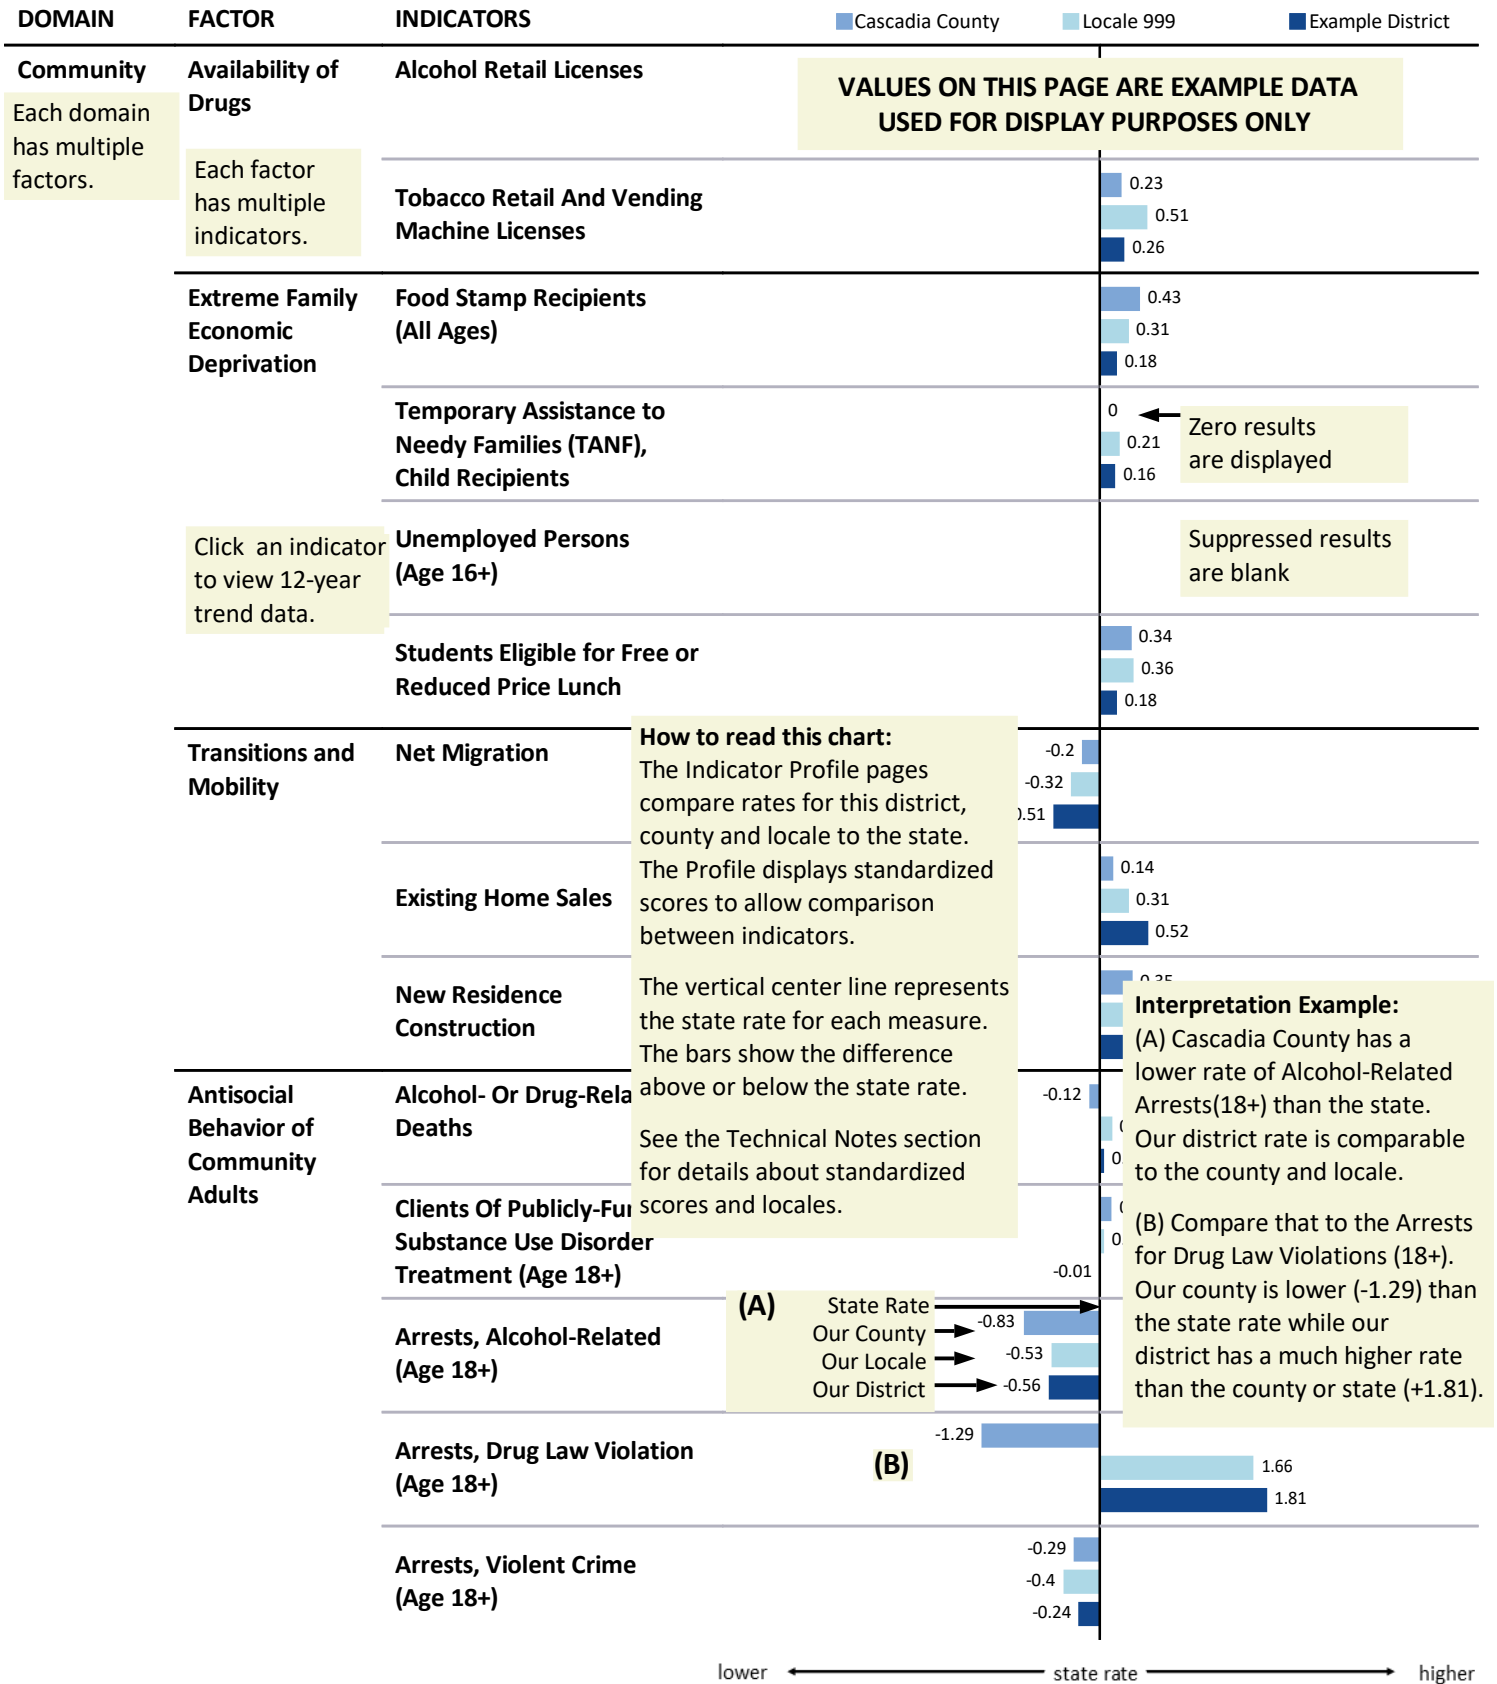 DOMAIN FACTOR INDICATORS Cascadia County Locale 999 Example District
Community
Each domain
has multiple
factors.
Availability of
Drugs
Each factor
has multiple
indicators.
Alcohol Retail Licenses
VALUES ON THIS PAGE ARE EXAMPLE DATA
USED FOR DISPLAY PURPOSES ONLY
Tobacco Retail And Vending
Machine Licenses
0.23
0.51
0.26
Extreme Family
Economic
Deprivation
Food Stamp Recipients
(All Ages)
0.43
0.31
0.18
Temporary Assistance to
Needy Families (TANF),
Child Recipients
0
0.21
0.16
Zero results
are displayed
Click an indicator
to view 12-year
trend data.
Unemployed Persons
(Age 16+)
Suppressed results
are blank
Students Eligible for Free or
Reduced Price Lunch
0.34
0.36
0.18
Transitions and
Mobility
Net Migration
-0.2
-0.32
.51
How to read this chart:
The Indicator Profile pages
compare rates for this district,
county and locale to the state.
The Profile displays standardized
scores to allow comparison
between indicators.
The vertical center line represents
the state rate for each measure.
The bars show the difference
above or below the state rate.
See the Technical Notes section
for details about standardized
scores and locales.
Existing Home Sales
0.14
0.31
0.52
New Residence
Construction
Interpretation Example:
(A) Cascadia County has a
lower rate of Alcohol-Related
Arrests(18+) than the state.
Our district rate is comparable
to the county and locale.
(B) Compare that to the Arrests
for Drug Law Violations (18+).
Our county is lower (-1.29) than
the state rate while our
district has a much higher rate
than the county or state (+1.81).
Antisocial
Behavior of
Community
Adults
Alcohol- Or Drug-Rela
Deaths
-0.12
0.
Clients Of Publicly-Fu
Substance Use Disorder
Treatment (Age 18+)
0.
-0.01
Arrests, Alcohol-Related
(Age 18+)
(A)
State Rate
Our County
Our Locale
Our District
-0.83
-0.53
-0.56
Arrests, Drug Law Violation
(Age 18+)
(B)
-1.29
1.66
1.81
Arrests, Violent Crime
(Age 18+)
-0.29
-0.4
-0.24
lower state rate higher